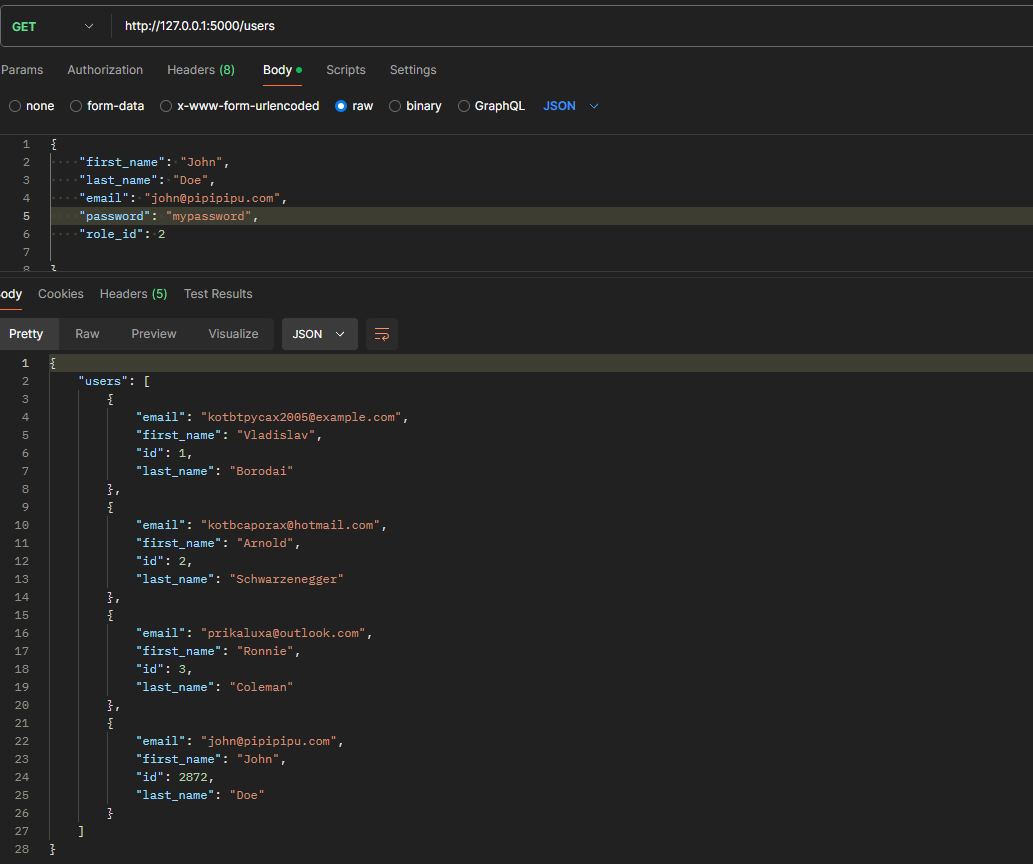 GET http://127.0.0.1:5000/users
Params Authorization Headers (8) Body Scripts Settings
none form-data x-www-form-urlencoded raw binary GraphQL JSON
1 {
2 "first_name": "John",
3 "last_name": "Doe",
4 "email": "john@pipipipu.com",
5 "password": "mypassword",
6 "role_id": 2
7
8 }
ody Cookies Headers (5) Test Results
Pretty Raw Preview Visualize JSON
1 {
2 "users": [
3 {
4 "email": "kotbtpycax2005@example.com",
5 "first_name": "Vladislav",
6 "id": 1,
7 "last_name": "Borodai"
8 },
9 {
10 "email": "kotbcaporax@hotmail.com",
11 "first_name": "Arnold",
12 "id": 2,
13 "last_name": "Schwarzenegger"
14 },
15 {
16 "email": "prikaluxa@outlook.com",
17 "first_name": "Ronnie",
18 "id": 3,
19 "last_name": "Coleman"
20 },
21 {
22 "email": "john@pipipipu.com",
23 "first_name": "John",
24 "id": 2872,
25 "last_name": "Doe"
26 }
27 ]
28 }